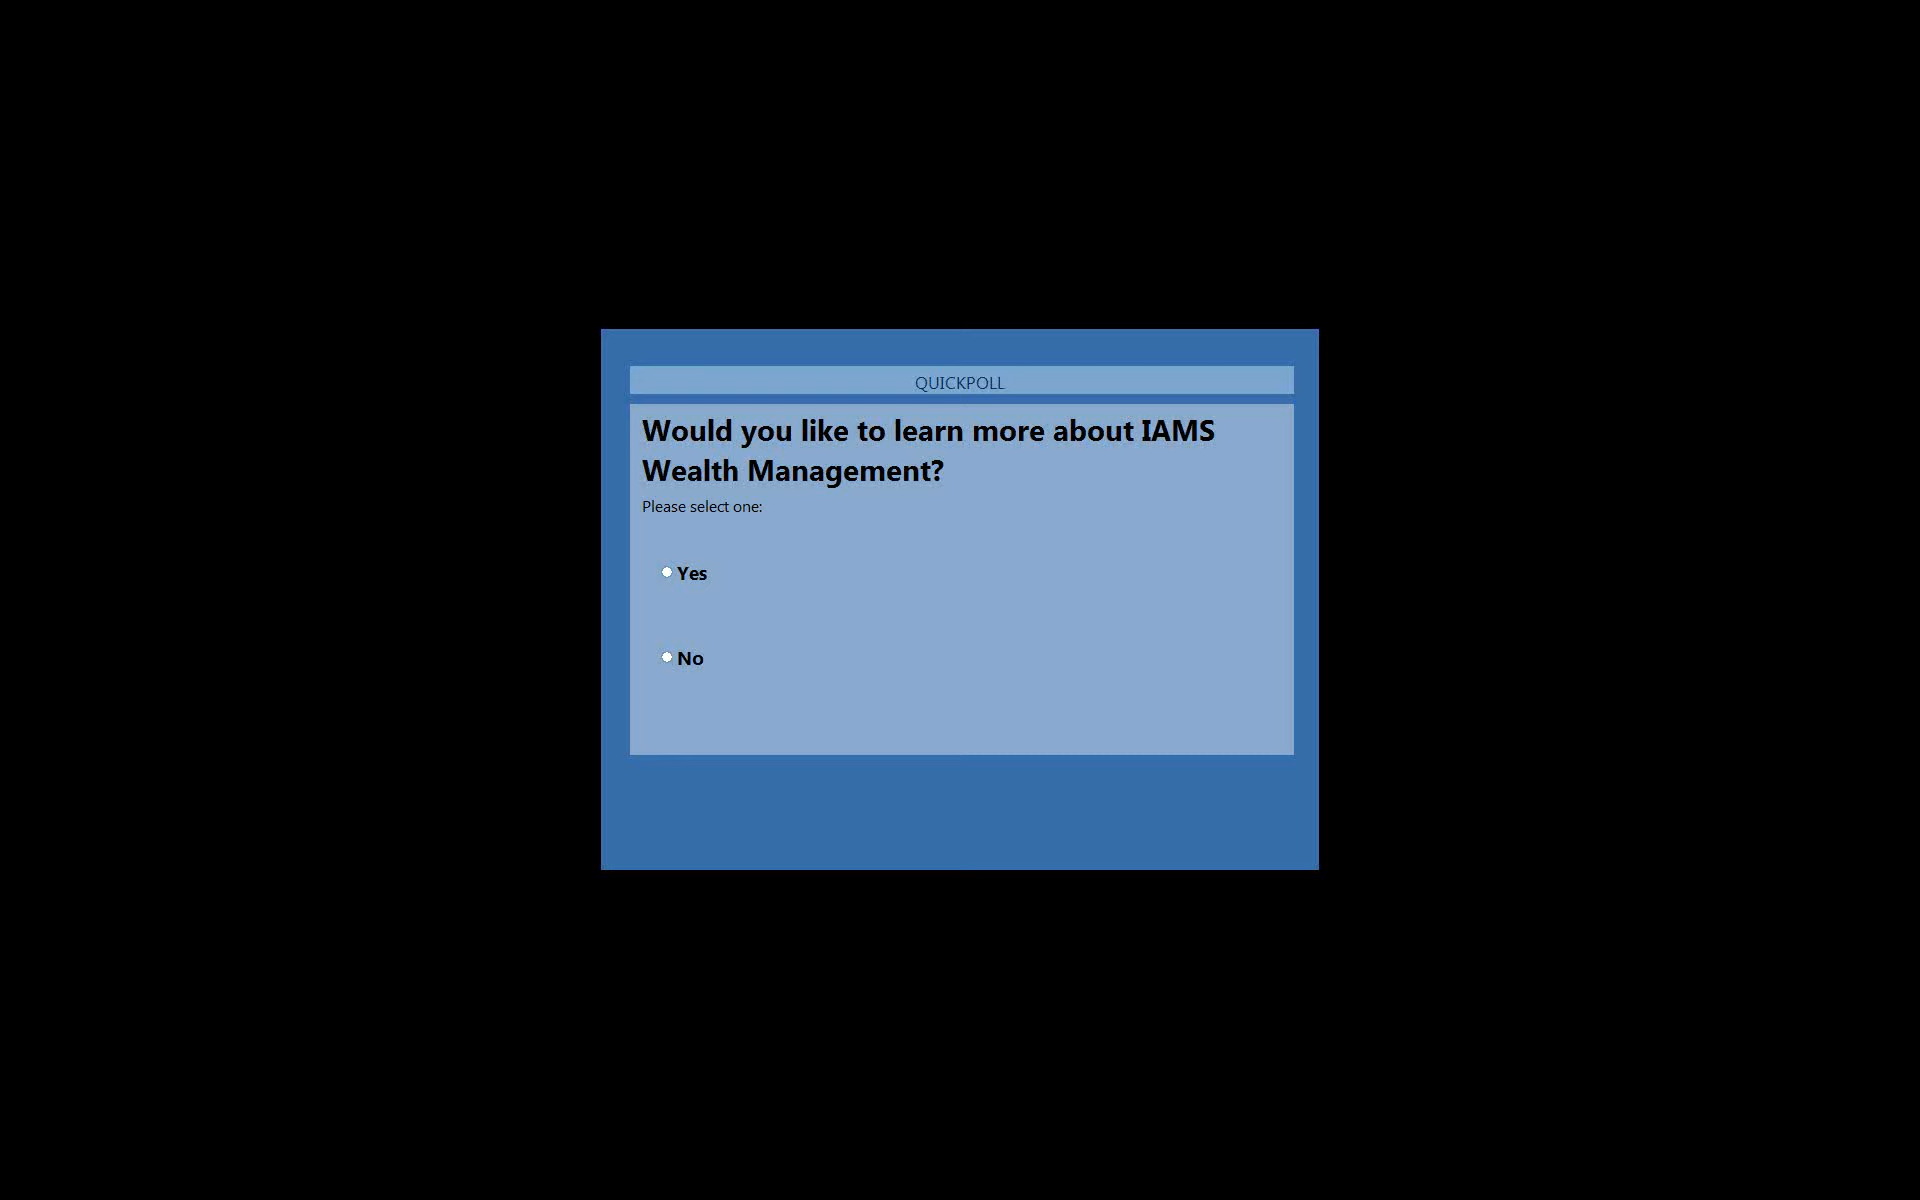 QUICKPOLL
Would you like to learn more about IAMS
Wealth Management?
Please select one:
Yes
No